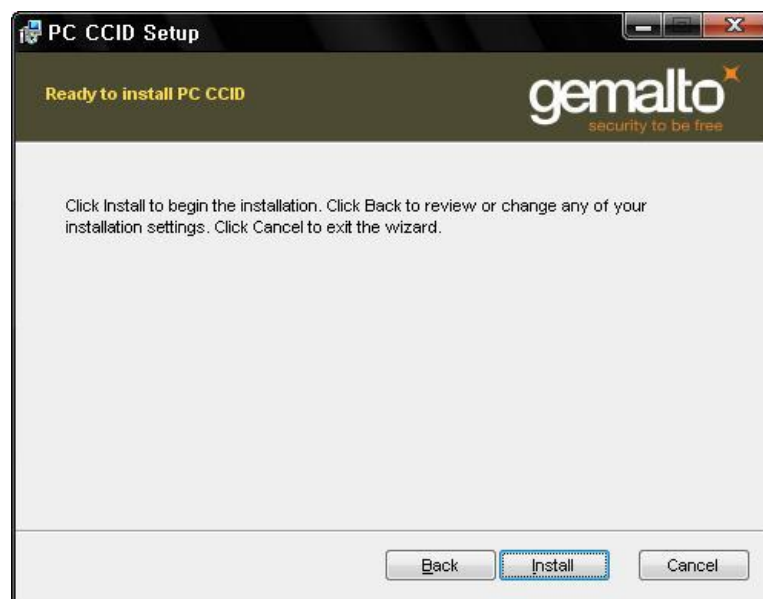 PC CCID Setup
Ready to install PC CCID
gemalto
security to be free
Click Install to begin the installation. Click Back to review or change any of your
installation settings. Click Cancel to exit the wizard.
Back
Install
Cancel